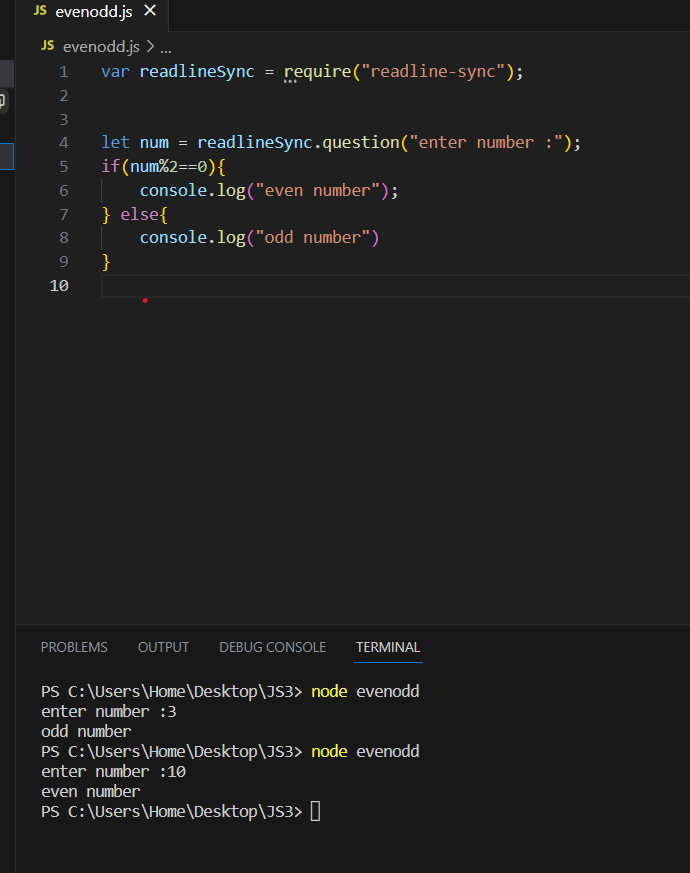 JS evenodd.js ×
JS evenodd.js > ...
1 var readlineSync = require("readline-sync");
2
3
4 let num = readlineSync.question("enter number :");
5 if(num%2==0){
6 console.log("even number");
7 } else{
8 console.log("odd number")
9 }
10
PROBLEMS OUTPUT DEBUG CONSOLE TERMINAL
PS C:\Users\Home\Desktop\JS3> node evenodd
enter number :3
odd number
PS C:\Users\Home\Desktop\JS3> node evenodd
enter number :10
even number
PS C:\Users\Home\Desktop\JS3>